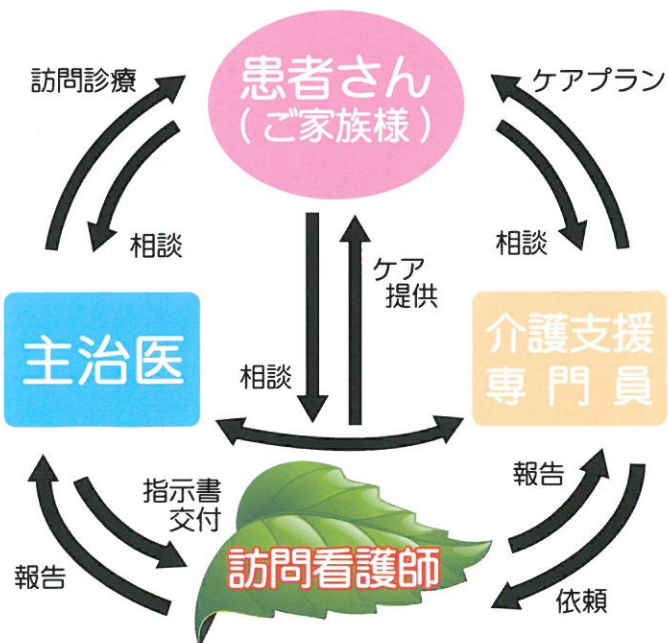 患者さん
(ご家族様)
訪問診療
ケアプラン
相談
相談
ケア
提供
主治医
介護支援
専門員
相談
指示書
交付
報告
訪問看護師
報告
依頼